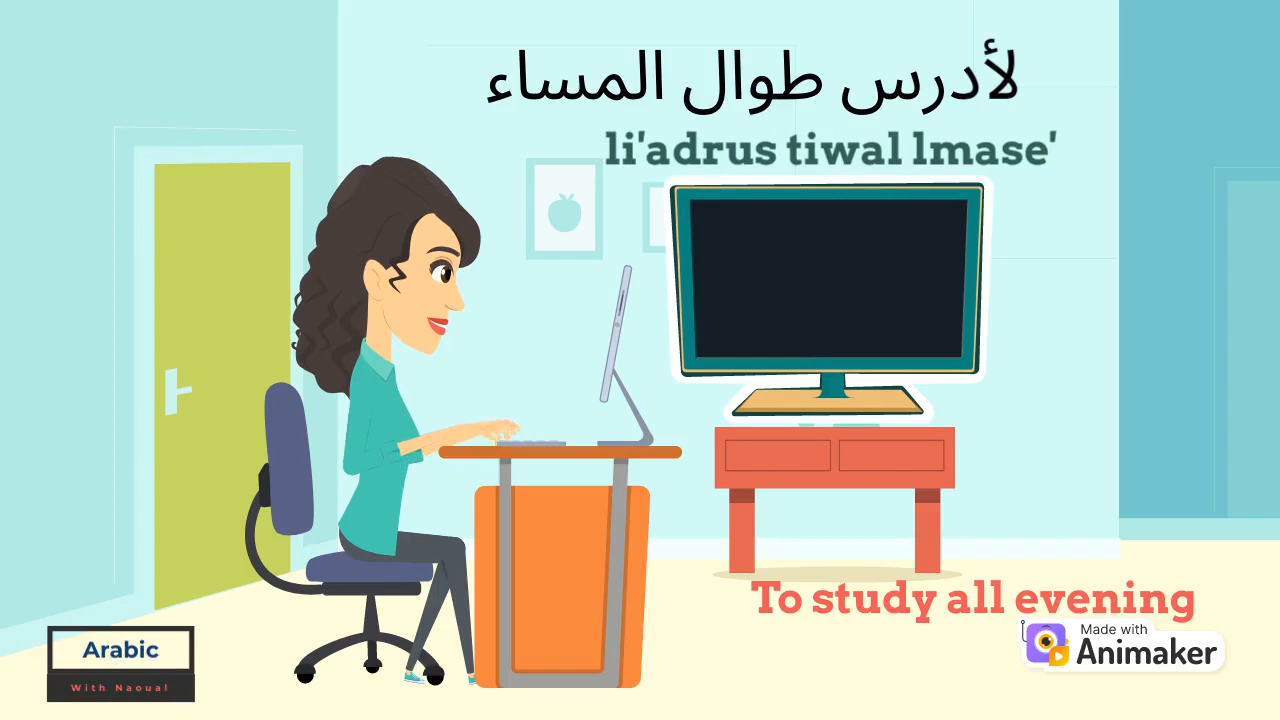 لأدرس طوال المساء
li'adrus tiwal lmase'
To study all evening
Made with
Animaker
Arabic
With Naoual